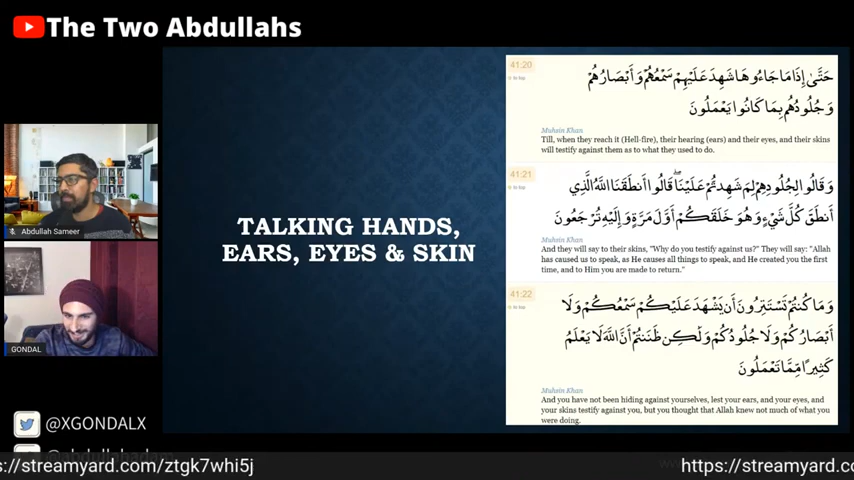 The Two Abdullahs
TALKING HANDS,
EARS, EYES & SKIN
41:20
حَتَّىٰ إِذَا مَا جَاءُوهَا شَهِدَ عَلَيْهِمْ سَمْعُهُمْ وَأَبْصَارُهُمْ
وَجُلُودُهُم بِمَا كَانُوا يَعْمَلُونَ
Muhsin Khan
Till, when they reach it (Hell-fire), their hearing (ears) and their eyes, and their skins
will testify against them as to what they used to do.
41:21
وَقَالُوا لِجُلُودِهِمْ لِمَ شَهِدتُّمْ عَلَيْنَا ۖ قَالُوا أَنطَقَنَا اللَّهُ الَّذِي
أَنطَقَ كُلَّ شَيْءٍ وَهُوَ خَلَقَكُمْ أَوَّلَ مَرَّةٍ وَإِلَيْهِ تُرْجَعُونَ
Muhsin Khan
And they will say to their skins, "Why do you testify against us?" They will say: "Allah
has caused us to speak, as He causes all things to speak, and He created you the first
time, and to Him you are made to return."
41:22
وَمَا كُنتُمْ تَسْتَتِرُونَ أَن يَشْهَدَ عَلَيْكُمْ سَمْعُكُمْ وَلَا
أَبْصَارُكُمْ وَلَا جُلُودُكُمْ وَلَٰكِن ظَنَنتُمْ أَنَّ اللَّهَ لَا يَعْلَمُ
كَثِيرًا مِّمَّا تَعْمَلُونَ
Muhsin Khan
And you have not been hiding against yourselves, lest your ears, and your eyes, and
your skins testify against you, but you thought that Allah knew not much of what you
were doing.
Abdullah Sameer
GONDAL
@XGONDALX
s://streamyard.com/ztgk7whi5j
https://streamyard.co